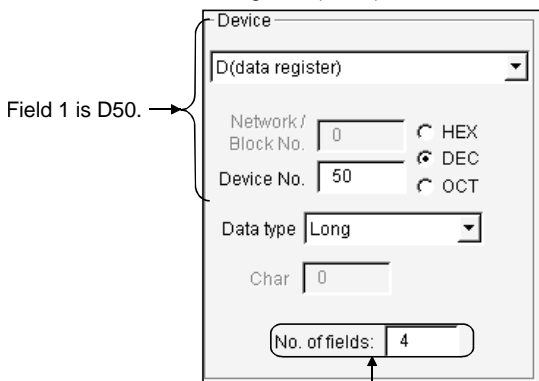 Device
D(data register)
Field 1 is D50.
Network /
Block No.
0
HEX
DEC
OCT
Device No.
50
Data type
Long
Char
0
No. of fields:
4